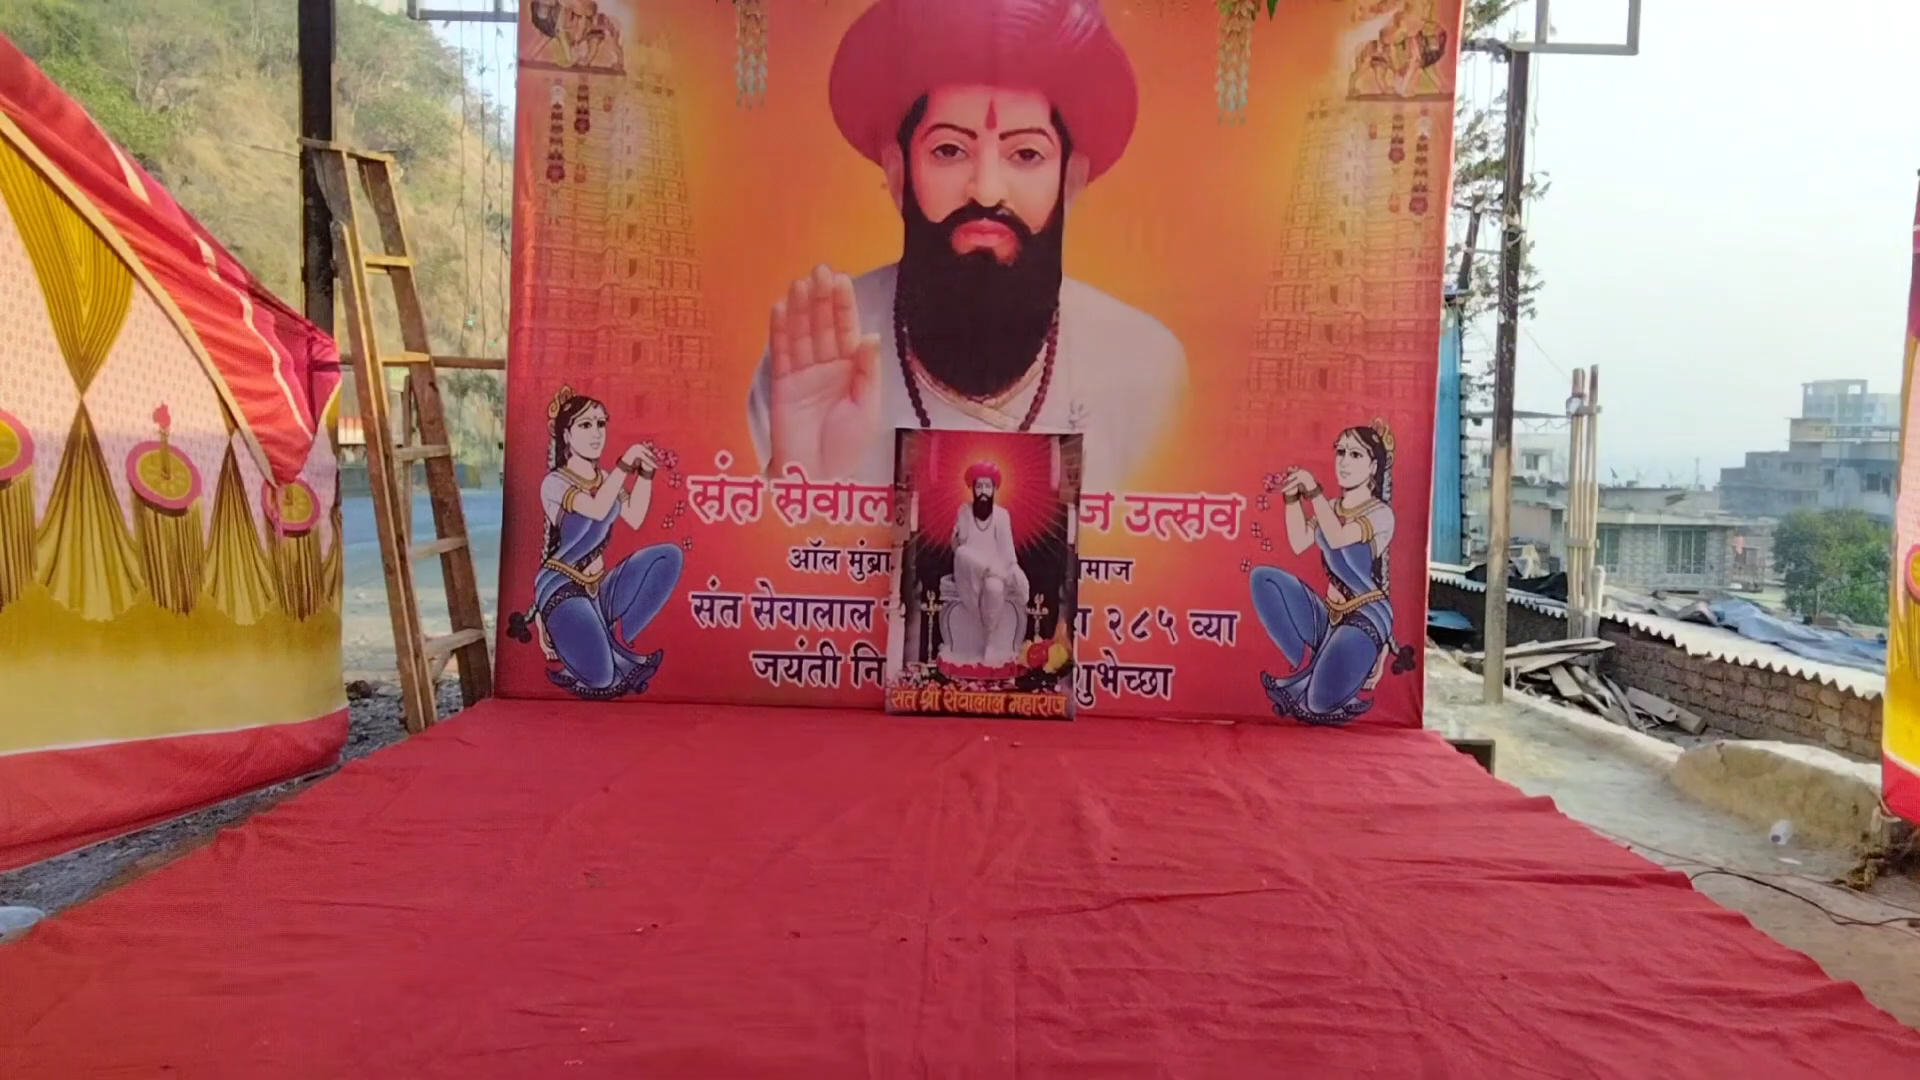 संत सेवाल ज उत्सव
ऑल मुंब्रा माज
संत सेवालाल २८५ व्या
जयंती नि शुभेच्छा
संत श्री सेवालाल महाराज